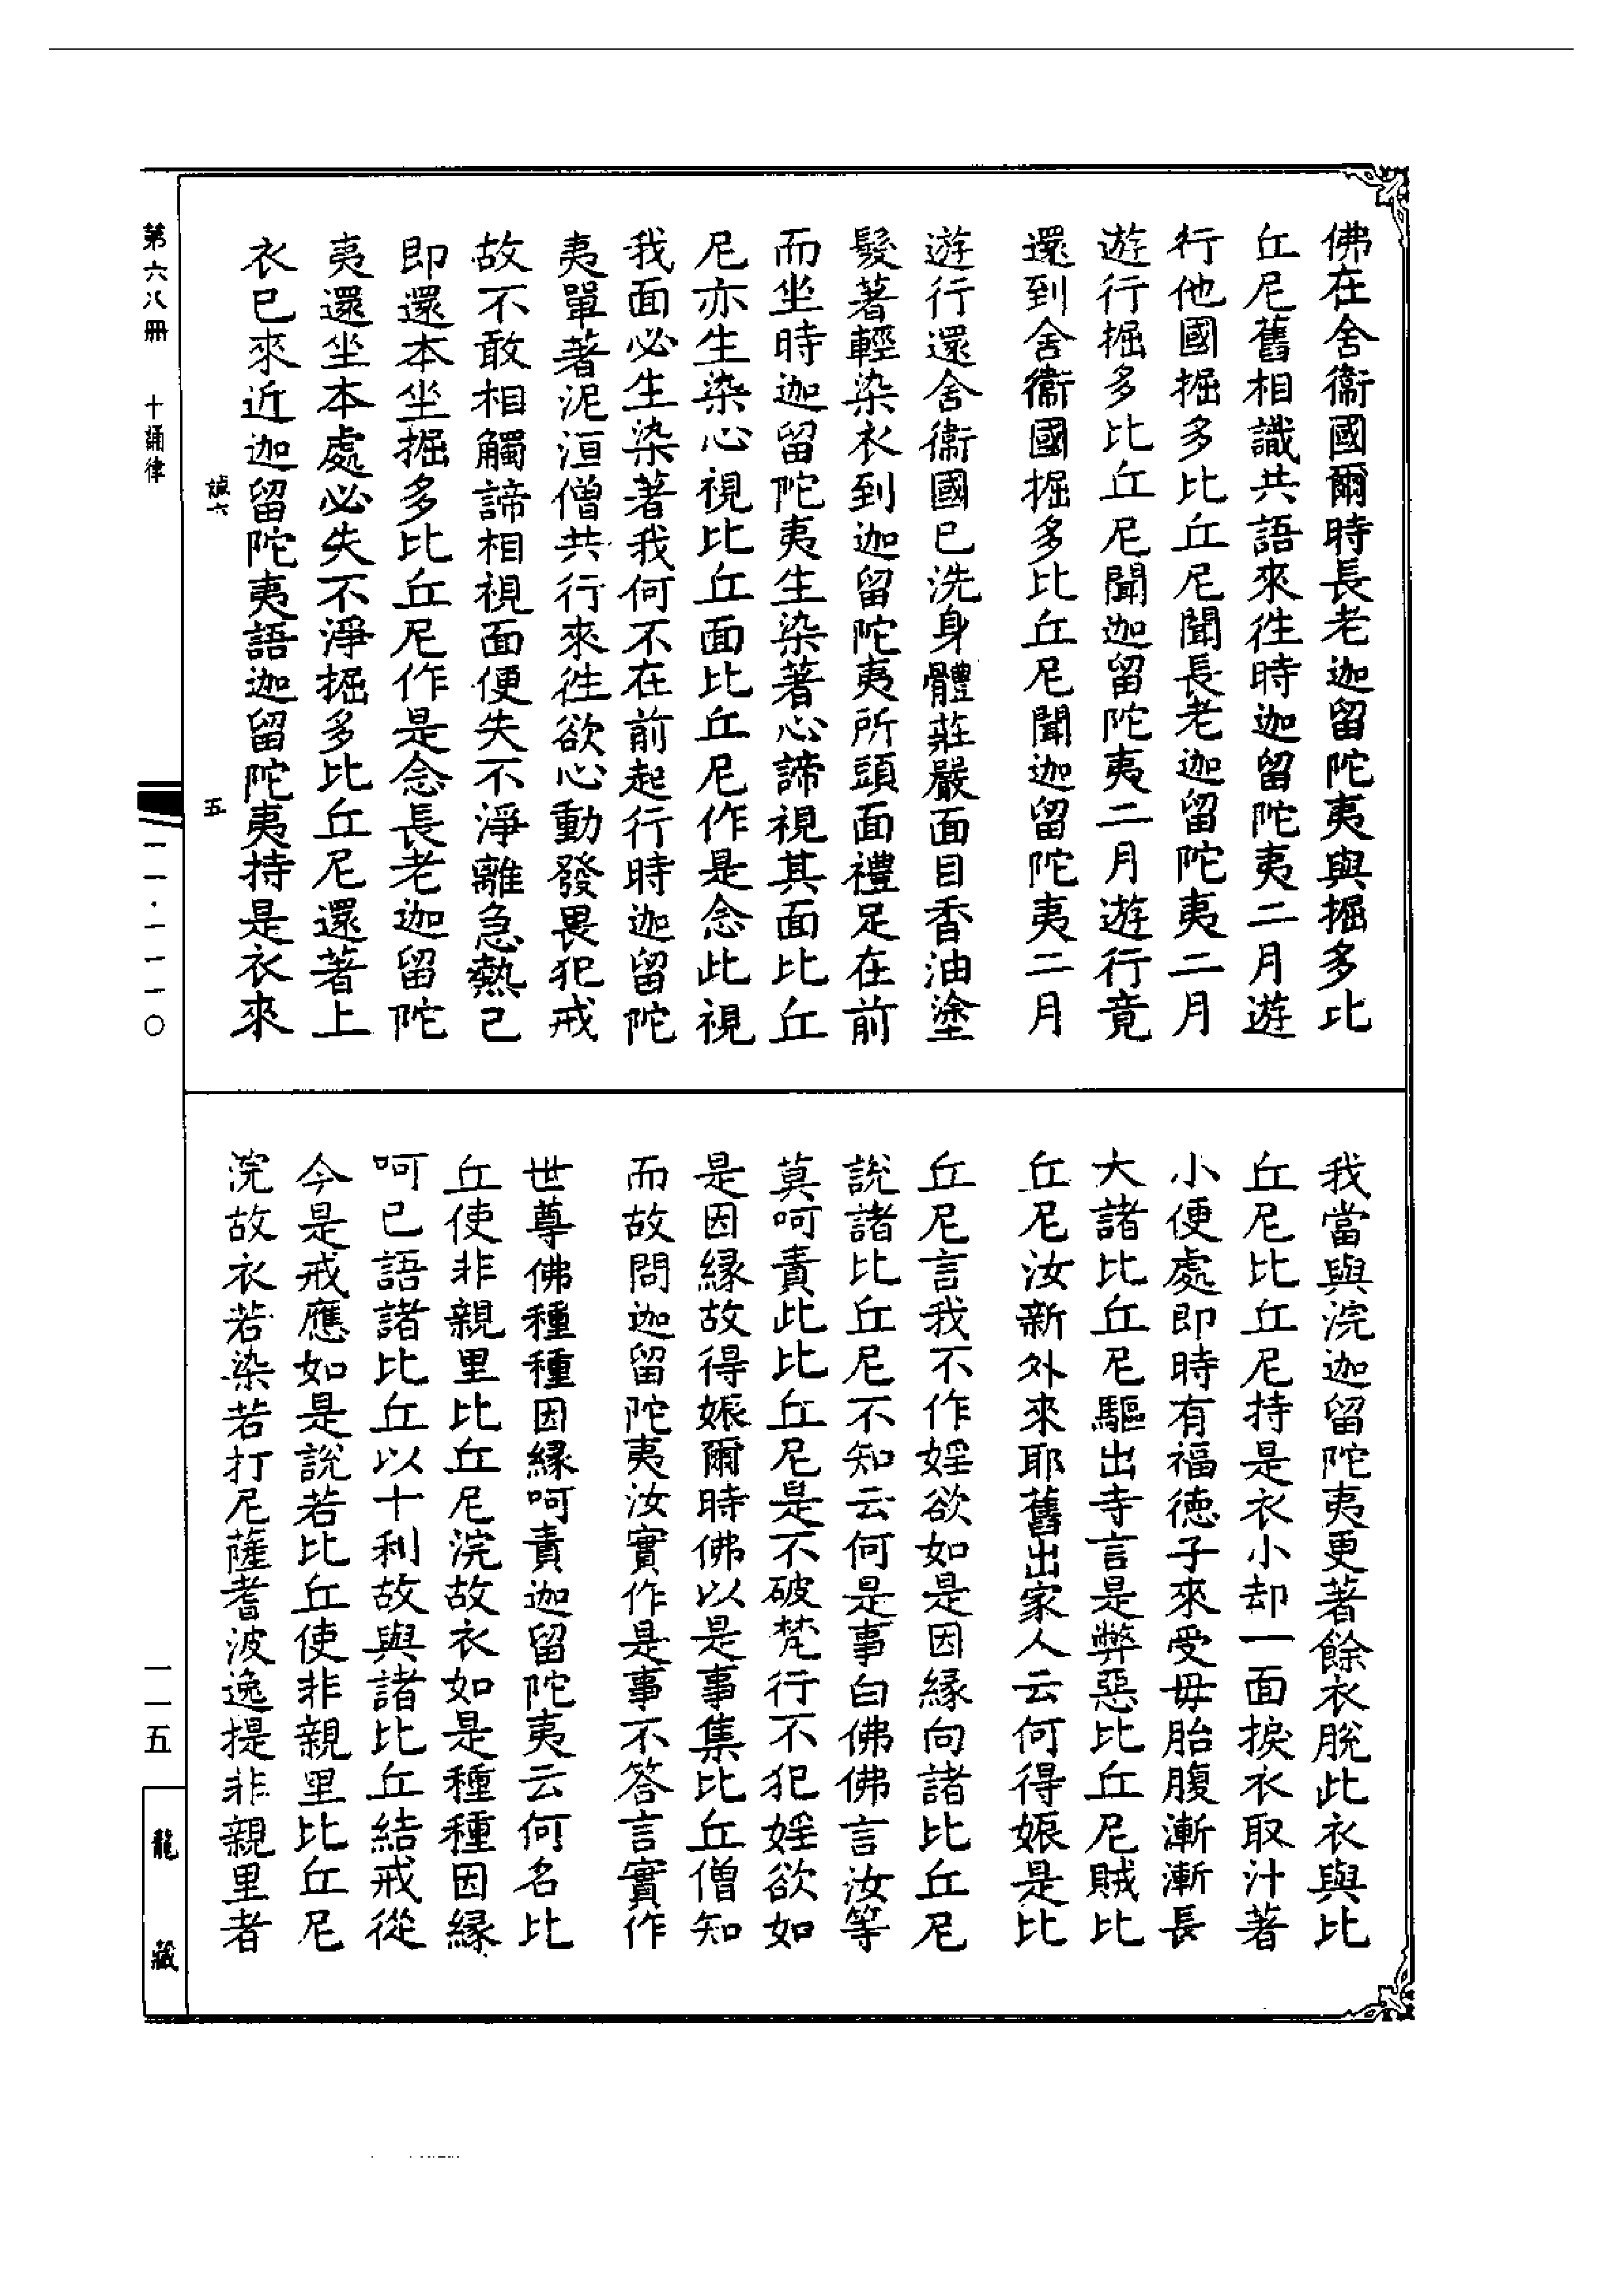 佛在舍衞國爾時長老迦留陀夷與掘多比
丘尼舊相識共語來徃時迦留陀夷二月遊
行他國掘多比丘尼聞長老迦留陀夷二月
遊行掘多比丘尼聞迦留陀夷二月遊行竟
還到舍衞國掘多比丘尼聞迦留陀夷二月
遊行還舍衞國已洗身體莊嚴面目香油塗
髮著輕染衣到迦留陀夷所頭面禮足在前
而坐時迦留陀夷生染著心諦視其面比丘
尼亦生染心視比丘面比丘尼作是念此視
我面必生染著我何不在前起行時迦留陀
夷單著泥洹僧共行來徃欲心動發畏犯戒
故不敢相觸諦相視面便失不淨離急熱已
即還本坐掘多比丘尼作是念長老迦留陀
夷還坐本處必失不淨掘多比丘尼還著上
衣已來近迦留陀夷語迦留陀夷持是衣來
我當與浣迦留陀夷更著餘衣脫此衣與比
丘尼比丘尼持是衣小却一面捩衣取汁著
小便處即時有福德子來受母胎腹漸漸長
大諸比丘尼驅出寺言是弊惡比丘尼賊比
丘尼汝新外來耶舊出家人云何得娠是比
丘尼言我不作婬欲如是因緣向諸比丘尼
說諸比丘尼不知云何是事白佛佛言汝等
莫呵責此比丘尼是不破梵行不犯婬欲如
是因緣故得娠爾時佛以是事集比丘僧知
而故問迦留陀夷汝實作是事不答言實作
世尊佛種種因緣呵責迦留陀夷云何名比
丘使非親里比丘尼浣故衣如是種種因緣
呵已語諸比丘以十利故與諸比丘結戒從
今是戒應如是說若比丘使非親里比丘尼
浣故衣若染若打尼薩耆波逸提非親里者
第六八冊　十誦律
一一一·一一一〇
一一五
龍藏
五